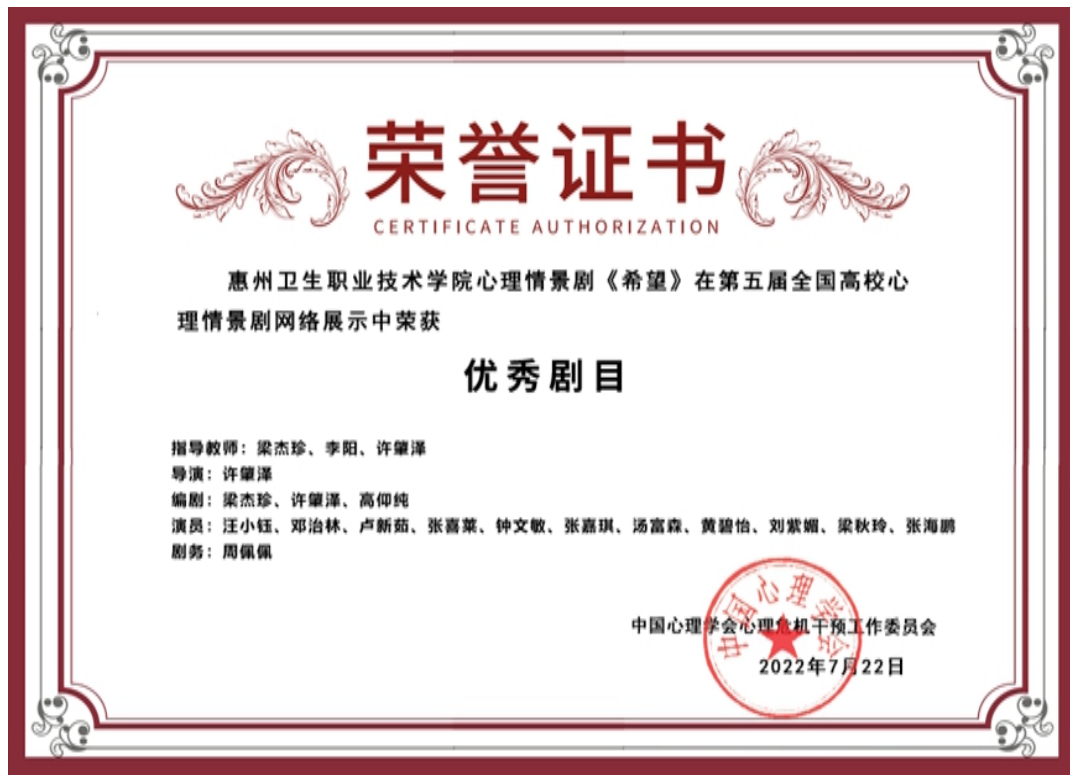 荣誉证书
CERTIFICATE AUTHORIZATION
惠州卫生职业技术学院心理情景剧《希望》在第五届全国高校心
理情景剧网络展示中荣获
优秀剧目
指导教师：梁杰珍、李阳、许肇泽
导演：许肇泽
编剧：梁杰珍、许肇泽、高仰纯
演员：汪小钰、邓治林、卢新茹、张喜莱、钟文敏、张嘉琪、汤富森、黄碧怡、刘紫媚、梁秋玲、张海鹏
剧务：周佩佩
中国心理学会
中国心理学会心理危机干预工作委员会
2022年7月22日